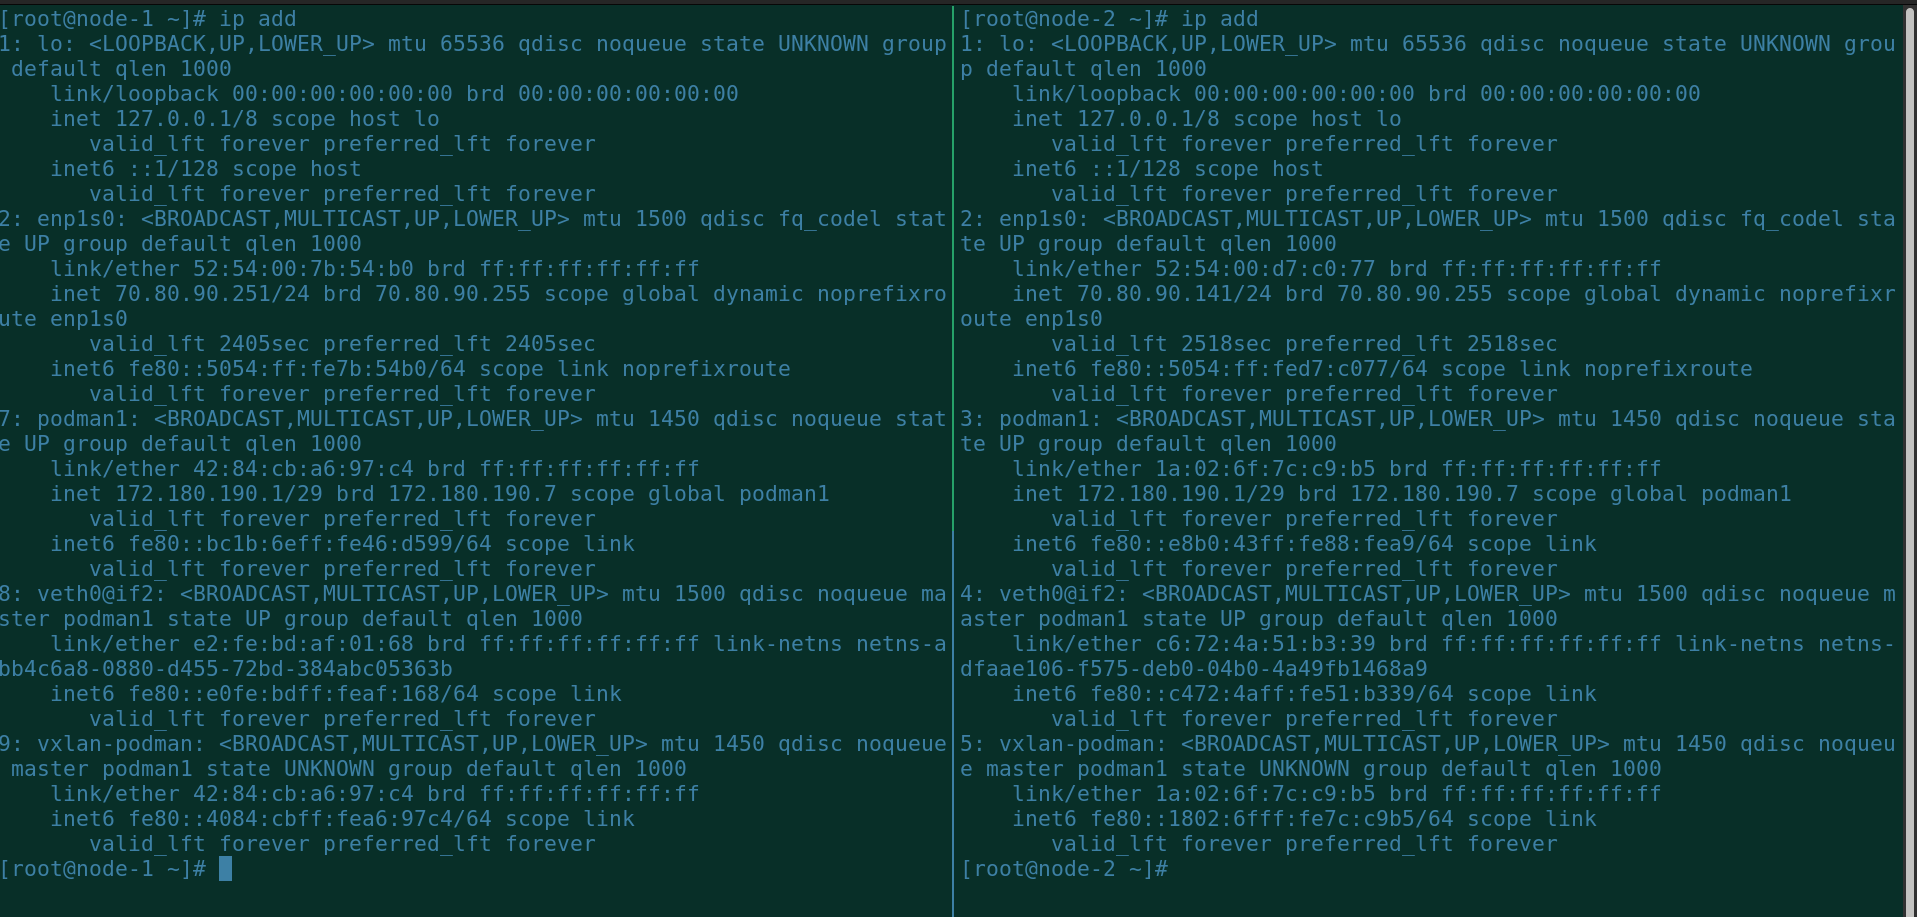 [root@node-1 ~]# ip add
1: lo: <LOOPBACK,UP,LOWER_UP> mtu 65536 qdisc noqueue state UNKNOWN group
 default qlen 1000
    link/loopback 00:00:00:00:00:00 brd 00:00:00:00:00:00
    inet 127.0.0.1/8 scope host lo
       valid_lft forever preferred_lft forever
    inet6 ::1/128 scope host
       valid_lft forever preferred_lft forever
2: enp1s0: <BROADCAST,MULTICAST,UP,LOWER_UP> mtu 1500 qdisc fq_codel stat
e UP group default qlen 1000
    link/ether 52:54:00:7b:54:b0 brd ff:ff:ff:ff:ff:ff
    inet 70.80.90.251/24 brd 70.80.90.255 scope global dynamic noprefixro
ute enp1s0
       valid_lft 2405sec preferred_lft 2405sec
    inet6 fe80::5054:ff:fe7b:54b0/64 scope link noprefixroute
       valid_lft forever preferred_lft forever
7: podman1: <BROADCAST,MULTICAST,UP,LOWER_UP> mtu 1450 qdisc noqueue stat
e UP group default qlen 1000
    link/ether 42:84:cb:a6:97:c4 brd ff:ff:ff:ff:ff:ff
    inet 172.180.190.1/29 brd 172.180.190.7 scope global podman1
       valid_lft forever preferred_lft forever
    inet6 fe80::bc1b:6eff:fe46:d599/64 scope link
       valid_lft forever preferred_lft forever
8: veth0@if2: <BROADCAST,MULTICAST,UP,LOWER_UP> mtu 1500 qdisc noqueue ma
ster podman1 state UP group default qlen 1000
    link/ether e2:fe:bd:af:01:68 brd ff:ff:ff:ff:ff:ff link-netns netns-a
bb4c6a8-0880-d455-72bd-384abc05363b
    inet6 fe80::e0fe:bdff:feaf:168/64 scope link
       valid_lft forever preferred_lft forever
9: vxlan-podman: <BROADCAST,MULTICAST,UP,LOWER_UP> mtu 1450 qdisc noqueue
 master podman1 state UNKNOWN group default qlen 1000
    link/ether 42:84:cb:a6:97:c4 brd ff:ff:ff:ff:ff:ff
    inet6 fe80::4084:cbff:fea6:97c4/64 scope link
       valid_lft forever preferred_lft forever
[root@node-1 ~]#
[root@node-2 ~]# ip add
1: lo: <LOOPBACK,UP,LOWER_UP> mtu 65536 qdisc noqueue state UNKNOWN grou
p default qlen 1000
    link/loopback 00:00:00:00:00:00 brd 00:00:00:00:00:00
    inet 127.0.0.1/8 scope host lo
       valid_lft forever preferred_lft forever
    inet6 ::1/128 scope host
       valid_lft forever preferred_lft forever
2: enp1s0: <BROADCAST,MULTICAST,UP,LOWER_UP> mtu 1500 qdisc fq_codel sta
te UP group default qlen 1000
    link/ether 52:54:00:d7:c0:77 brd ff:ff:ff:ff:ff:ff
    inet 70.80.90.141/24 brd 70.80.90.255 scope global dynamic noprefixr
oute enp1s0
       valid_lft 2518sec preferred_lft 2518sec
    inet6 fe80::5054:ff:fed7:c077/64 scope link noprefixroute
       valid_lft forever preferred_lft forever
3: podman1: <BROADCAST,MULTICAST,UP,LOWER_UP> mtu 1450 qdisc noqueue sta
te UP group default qlen 1000
    link/ether 1a:02:6f:7c:c9:b5 brd ff:ff:ff:ff:ff:ff
    inet 172.180.190.1/29 brd 172.180.190.7 scope global podman1
       valid_lft forever preferred_lft forever
    inet6 fe80::e8b0:43ff:fe88:fea9/64 scope link
       valid_lft forever preferred_lft forever
4: veth0@if2: <BROADCAST,MULTICAST,UP,LOWER_UP> mtu 1500 qdisc noqueue m
aster podman1 state UP group default qlen 1000
    link/ether c6:72:4a:51:b3:39 brd ff:ff:ff:ff:ff:ff link-netns netns-
dfaae106-f575-deb0-04b0-4a49fb1468a9
    inet6 fe80::c472:4aff:fe51:b339/64 scope link
       valid_lft forever preferred_lft forever
5: vxlan-podman: <BROADCAST,MULTICAST,UP,LOWER_UP> mtu 1450 qdisc noqueu
e master podman1 state UNKNOWN group default qlen 1000
    link/ether 1a:02:6f:7c:c9:b5 brd ff:ff:ff:ff:ff:ff
    inet6 fe80::1802:6fff:fe7c:c9b5/64 scope link
       valid_lft forever preferred_lft forever
[root@node-2 ~]#